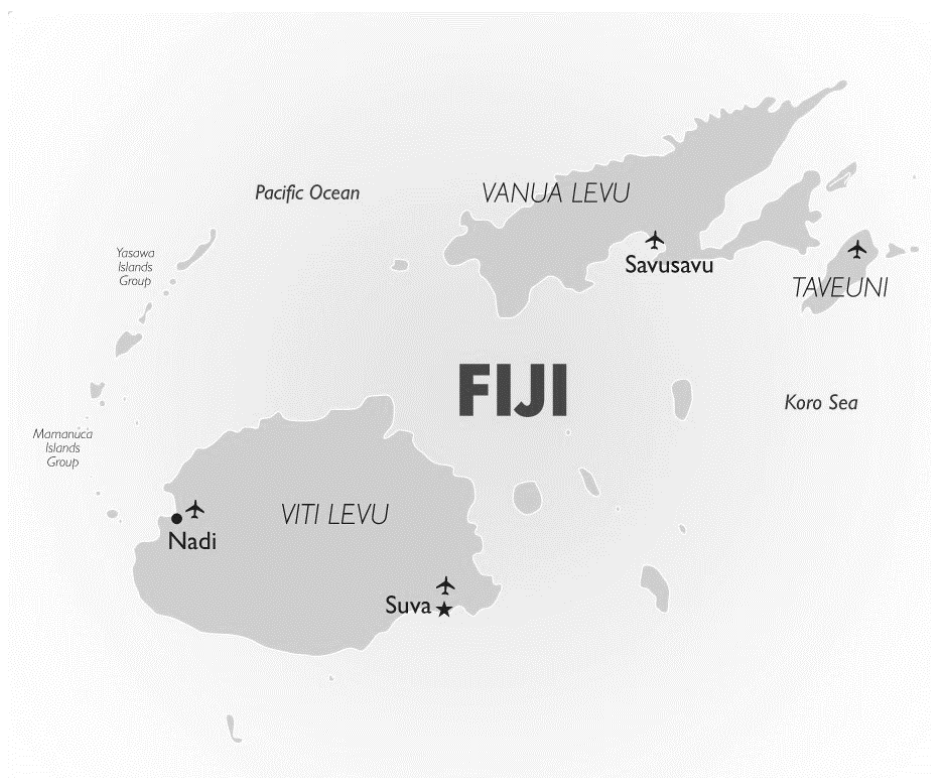 Pacific Ocean
VANUA LEVU
Yasawa
Islands
Group
Savusavu
TAVEUNI
FIJI
Koro Sea
Mamanuca
Islands
Group
VITI LEVU
Nadi
Suva